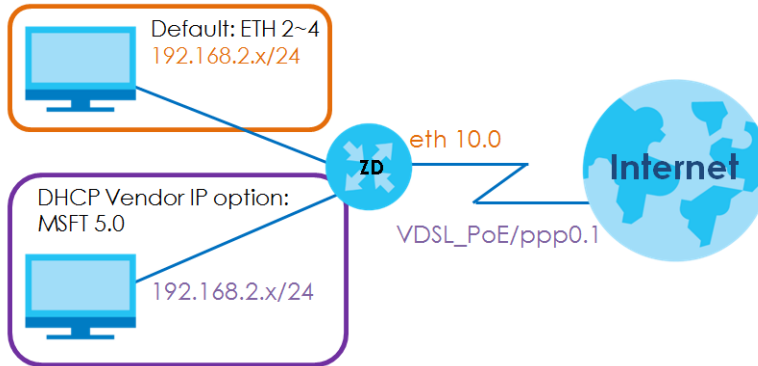 Default: ETH 2~4
192.168.2.x/24
DHCP Vendor IP option:
MSFT 5.0
192.168.2.x/24
ZD
eth 10.0
VDSL_PoE/ppp0.1
Internet